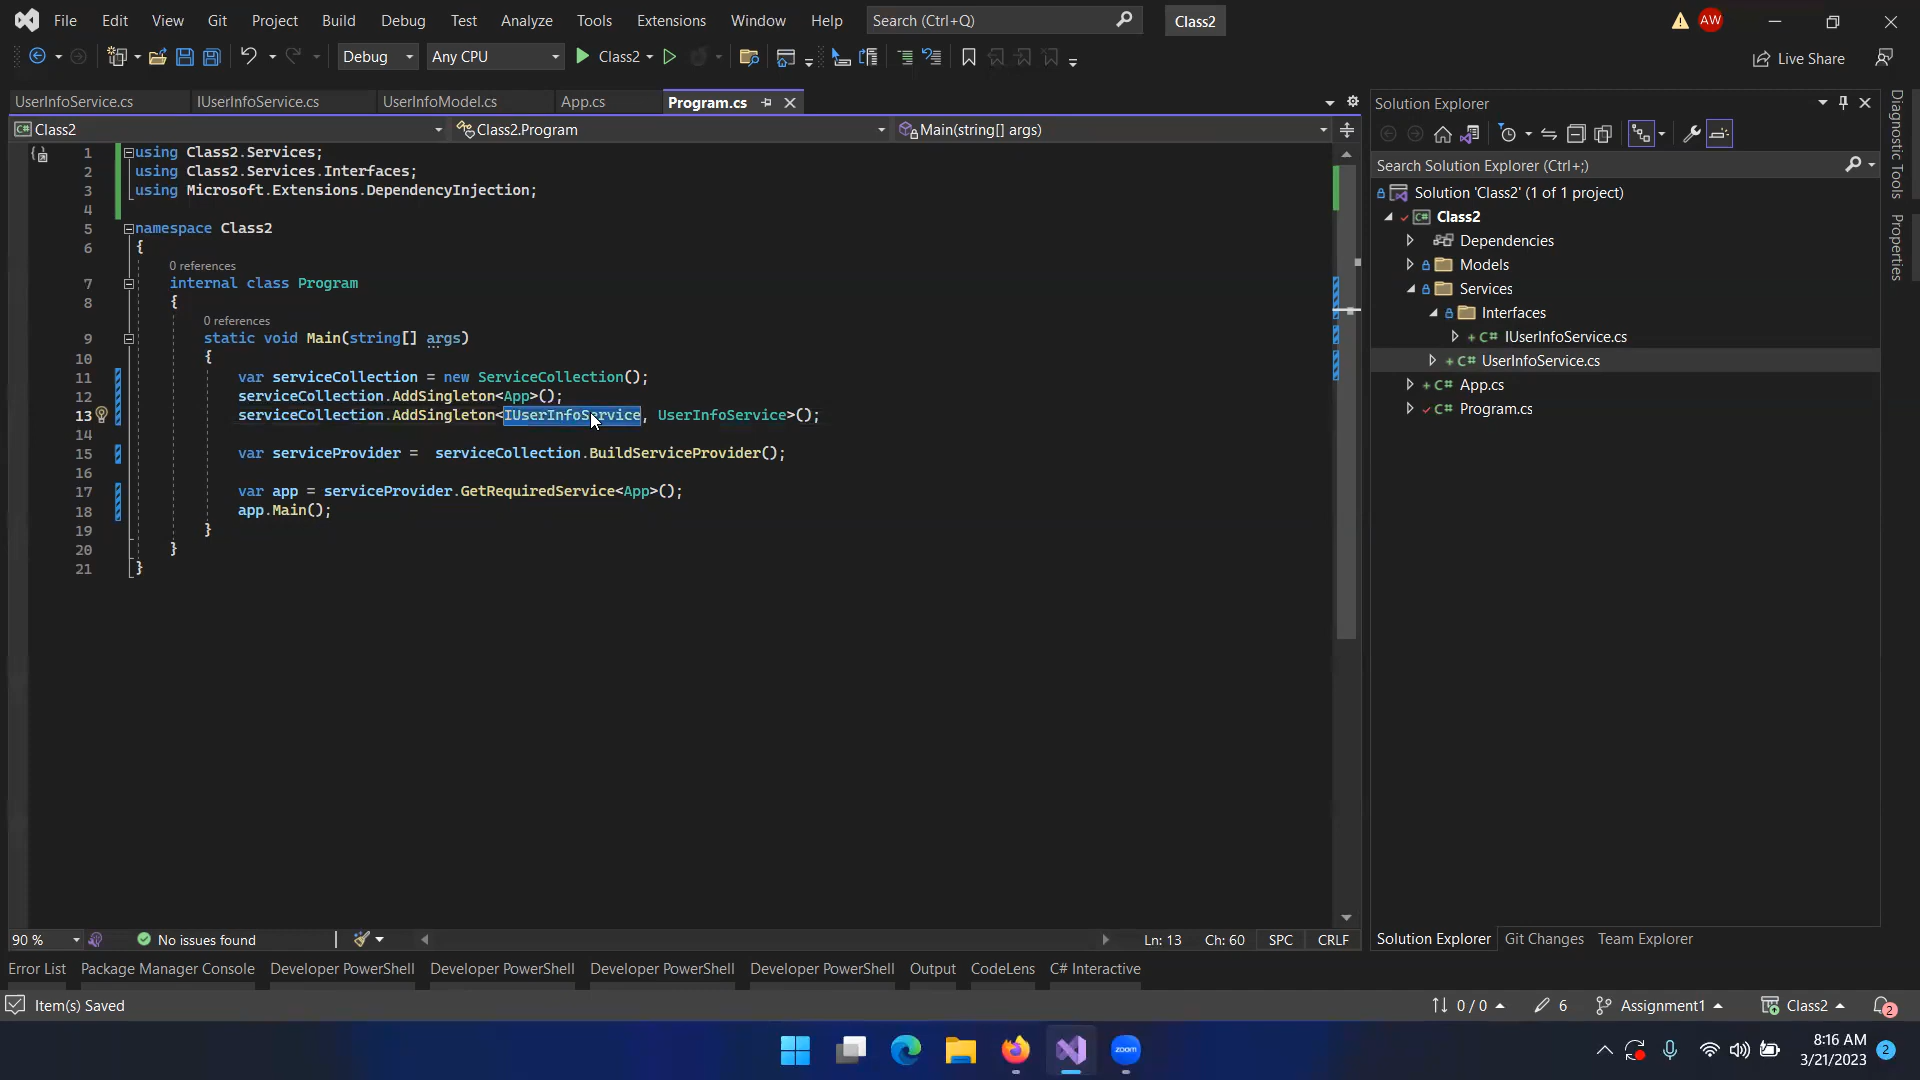 File Edit View Git Project Build Debug Test Analyze Tools Extensions Window Help Search (Ctrl+Q) Class2 AW
Debug Any CPU Class2 Live Share
UserInfoService.cs IUserInfoService.cs UserInfoModel.cs App.cs Program.cs
Class2 Class2.Program Main(string[] args)
1 using Class2.Services;
2 using Class2.Services.Interfaces;
3 using Microsoft.Extensions.DependencyInjection;
4
5 namespace Class2
6 {
0 references
7 internal class Program
8 {
0 references
9 static void Main(string[] args)
10 {
11 var serviceCollection = new ServiceCollection();
12 serviceCollection.AddSingleton<App>();
13 serviceCollection.AddSingleton<IUserInfoService, UserInfoService>();
14
15 var serviceProvider = serviceCollection.BuildServiceProvider();
16
17 var app = serviceProvider.GetRequiredService<App>();
18 app.Main();
19 }
20 }
21 }
Solution Explorer
Search Solution Explorer (Ctrl+;)
Solution 'Class2' (1 of 1 project)
Class2
Dependencies
Models
Services
Interfaces
IUserInfoService.cs
UserInfoService.cs
App.cs
Program.cs
Diagnostic Tools
Properties
90 % No issues found Ln: 13 Ch: 60 SPC CRLF
Solution Explorer Git Changes Team Explorer
Error List Package Manager Console Developer PowerShell Developer PowerShell Developer PowerShell Developer PowerShell Output CodeLens C# Interactive
Item(s) Saved 0 / 0 6 Assignment1 Class2 2
zoom
8:16 AM
3/21/2023 2